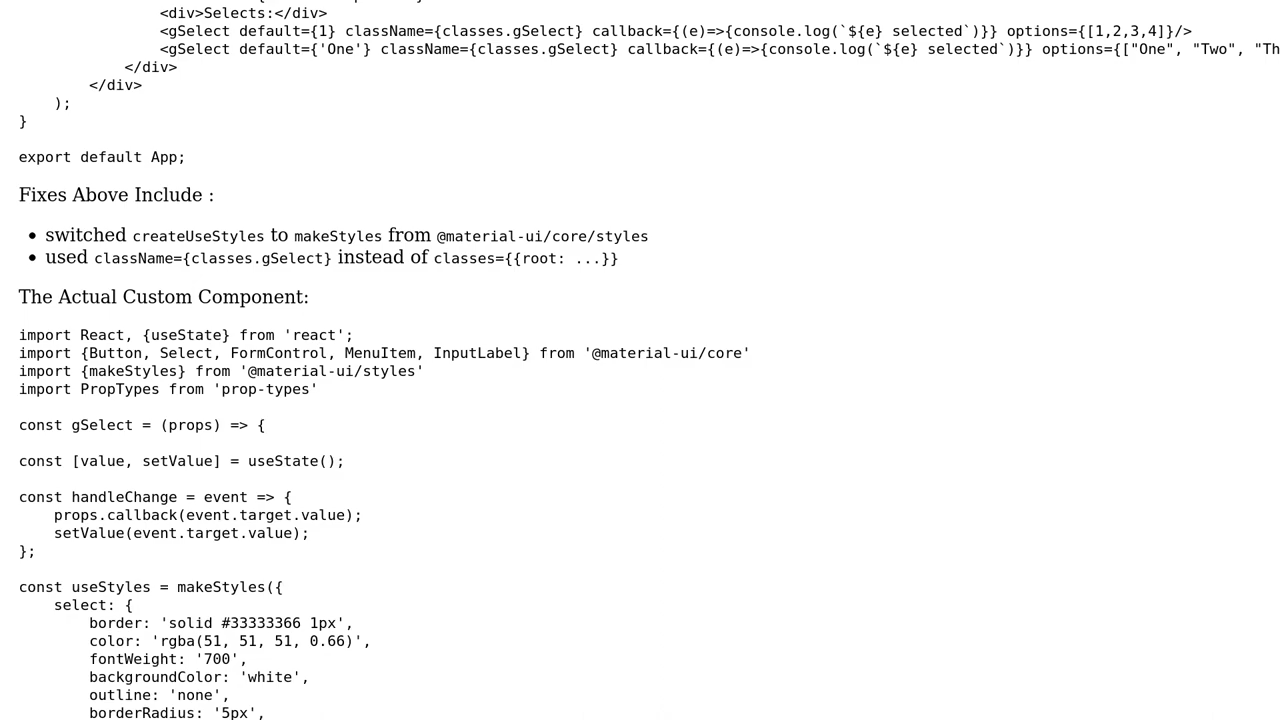 <div>Selects:</div>
<gSelect default={1} className={classes.gSelect} callback={(e)=>{console.log(`${e} selected`)}} options={[1,2,3,4]}/>
<gSelect default={'One'} className={classes.gSelect} callback={(e)=>{console.log(`${e} selected`)}} options={["One", "Two", "Th
</div>
</div>
);
}
export default App;
Fixes Above Include :
• switched createUseStyles to makeStyles from @material-ui/core/styles
• used className={classes.gSelect} instead of classes={{root: ...}}
The Actual Custom Component:
import React, {useState} from 'react';
import {Button, Select, FormControl, MenuItem, InputLabel} from '@material-ui/core'
import {makeStyles} from '@material-ui/styles'
import PropTypes from 'prop-types'
const gSelect = (props) => {
const [value, setValue] = useState();
const handleChange = event => {
props.callback(event.target.value);
setValue(event.target.value);
};
const useStyles = makeStyles({
select: {
border: 'solid #33333366 1px',
color: 'rgba(51, 51, 51, 0.66)',
fontWeight: '700',
backgroundColor: 'white',
outline: 'none',
borderRadius: '5px',